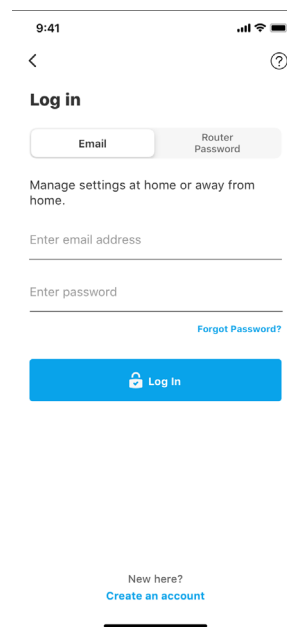 9:41
Log in
Email
Router
Password
Manage settings at home or away from
home.
Enter email address
Enter password
Forgot Password?
Log In
New here?
Create an account